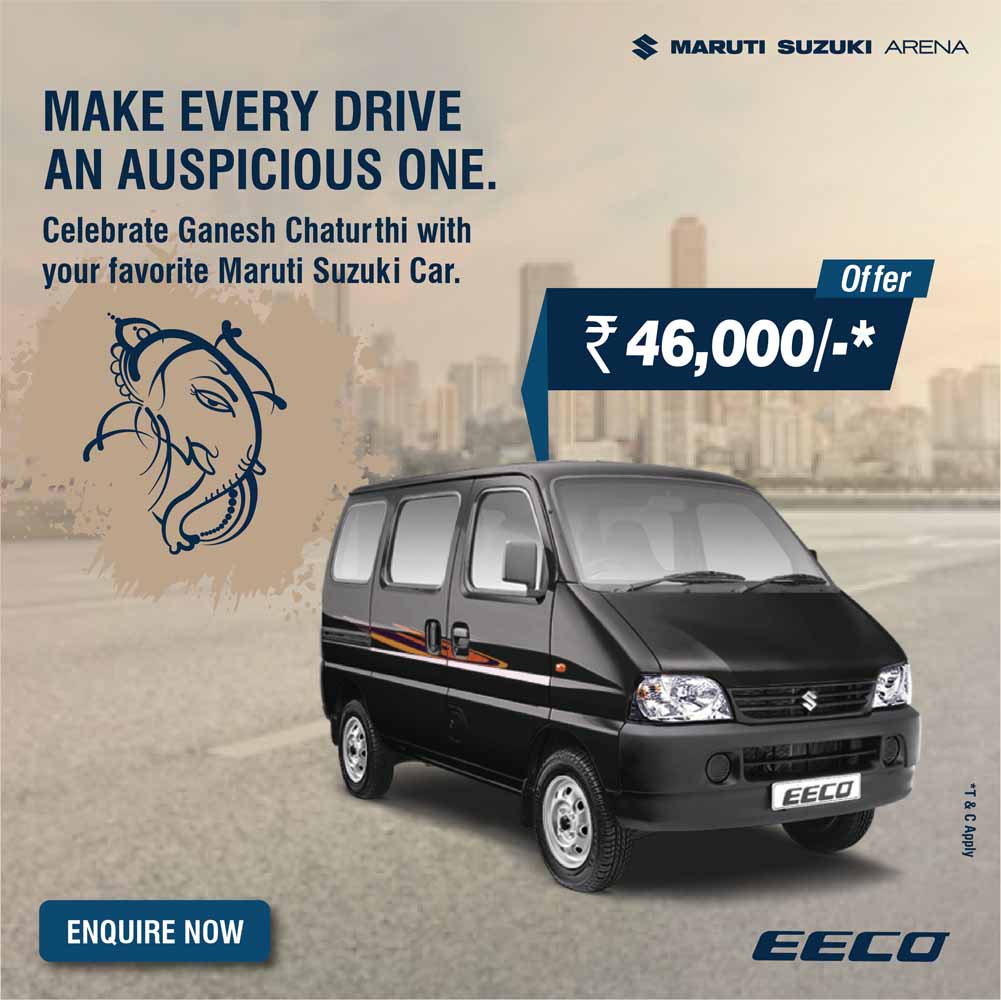 MARUTI SUZUKI ARENA
MAKE EVERY DRIVE
AN AUSPICIOUS ONE.
Celebrate Ganesh Chaturthi with
your favorite Maruti Suzuki Car.
Offer
₹ 46,000/-*
EECO
*T & C Apply
ENQUIRE NOW
EECO